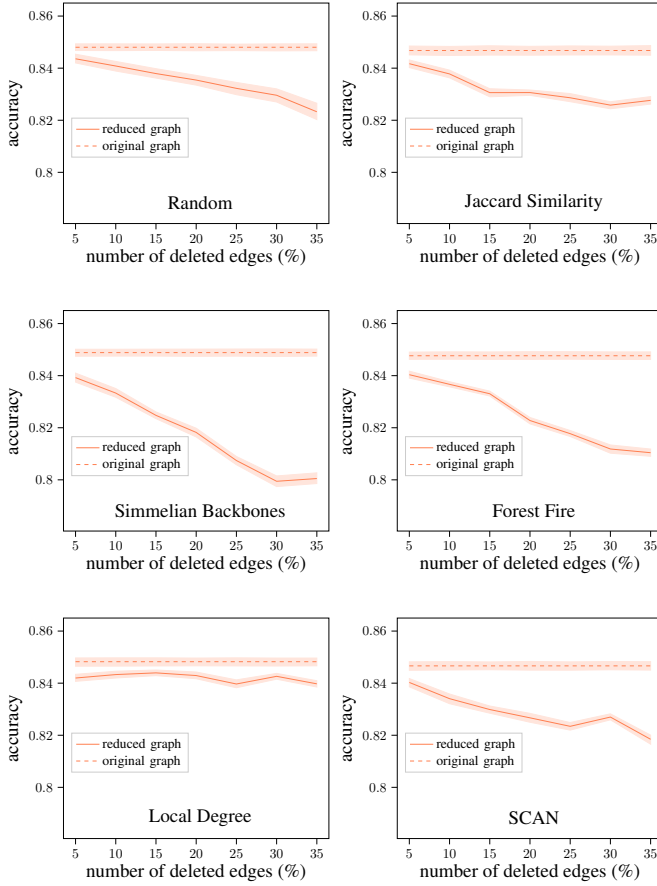 0.86
0.84
0.82
0.8
accuracy
reduced graph
original graph
Random
5 10 15 20 25 30 35
number of deleted edges (%)
0.86
0.84
0.82
0.8
accuracy
reduced graph
original graph
Jaccard Similarity
5 10 15 20 25 30 35
number of deleted edges (%)
0.86
0.84
0.82
0.8
accuracy
reduced graph
original graph
Simmelian Backbones
5 10 15 20 25 30 35
number of deleted edges (%)
0.86
0.84
0.82
0.8
accuracy
reduced graph
original graph
Forest Fire
5 10 15 20 25 30 35
number of deleted edges (%)
0.86
0.84
0.82
0.8
accuracy
reduced graph
original graph
Local Degree
5 10 15 20 25 30 35
number of deleted edges (%)
0.86
0.84
0.82
0.8
accuracy
reduced graph
original graph
SCAN
5 10 15 20 25 30 35
number of deleted edges (%)